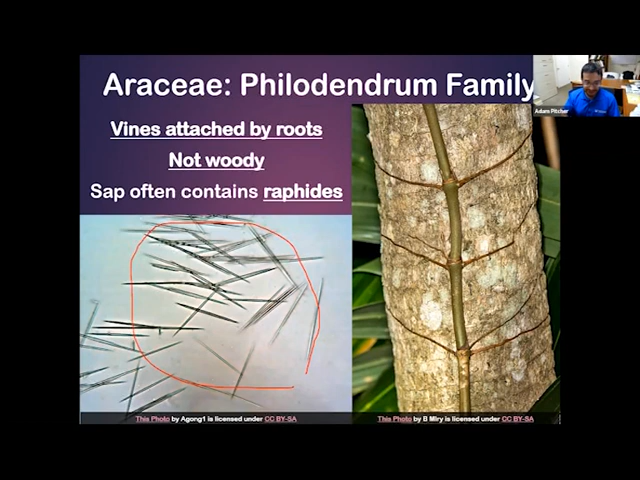 Araceae: Philodendrum Family
Adam Pitcher
Vines attached by roots
Not woody
Sap often contains raphides
This Photo by Agong1 is licensed under CC BY-SA
This Photo by B Mlry is licensed under CC BY-SA